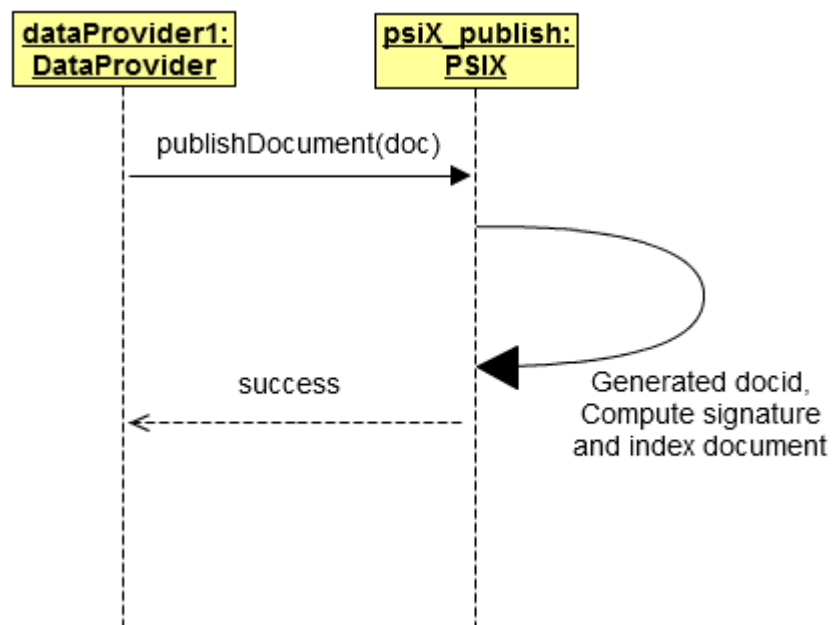 dataProvider1:
DataProvider
psiX_publish:
PSIX
publishDocument(doc)
Generated docid,
Compute signature
and index document
success